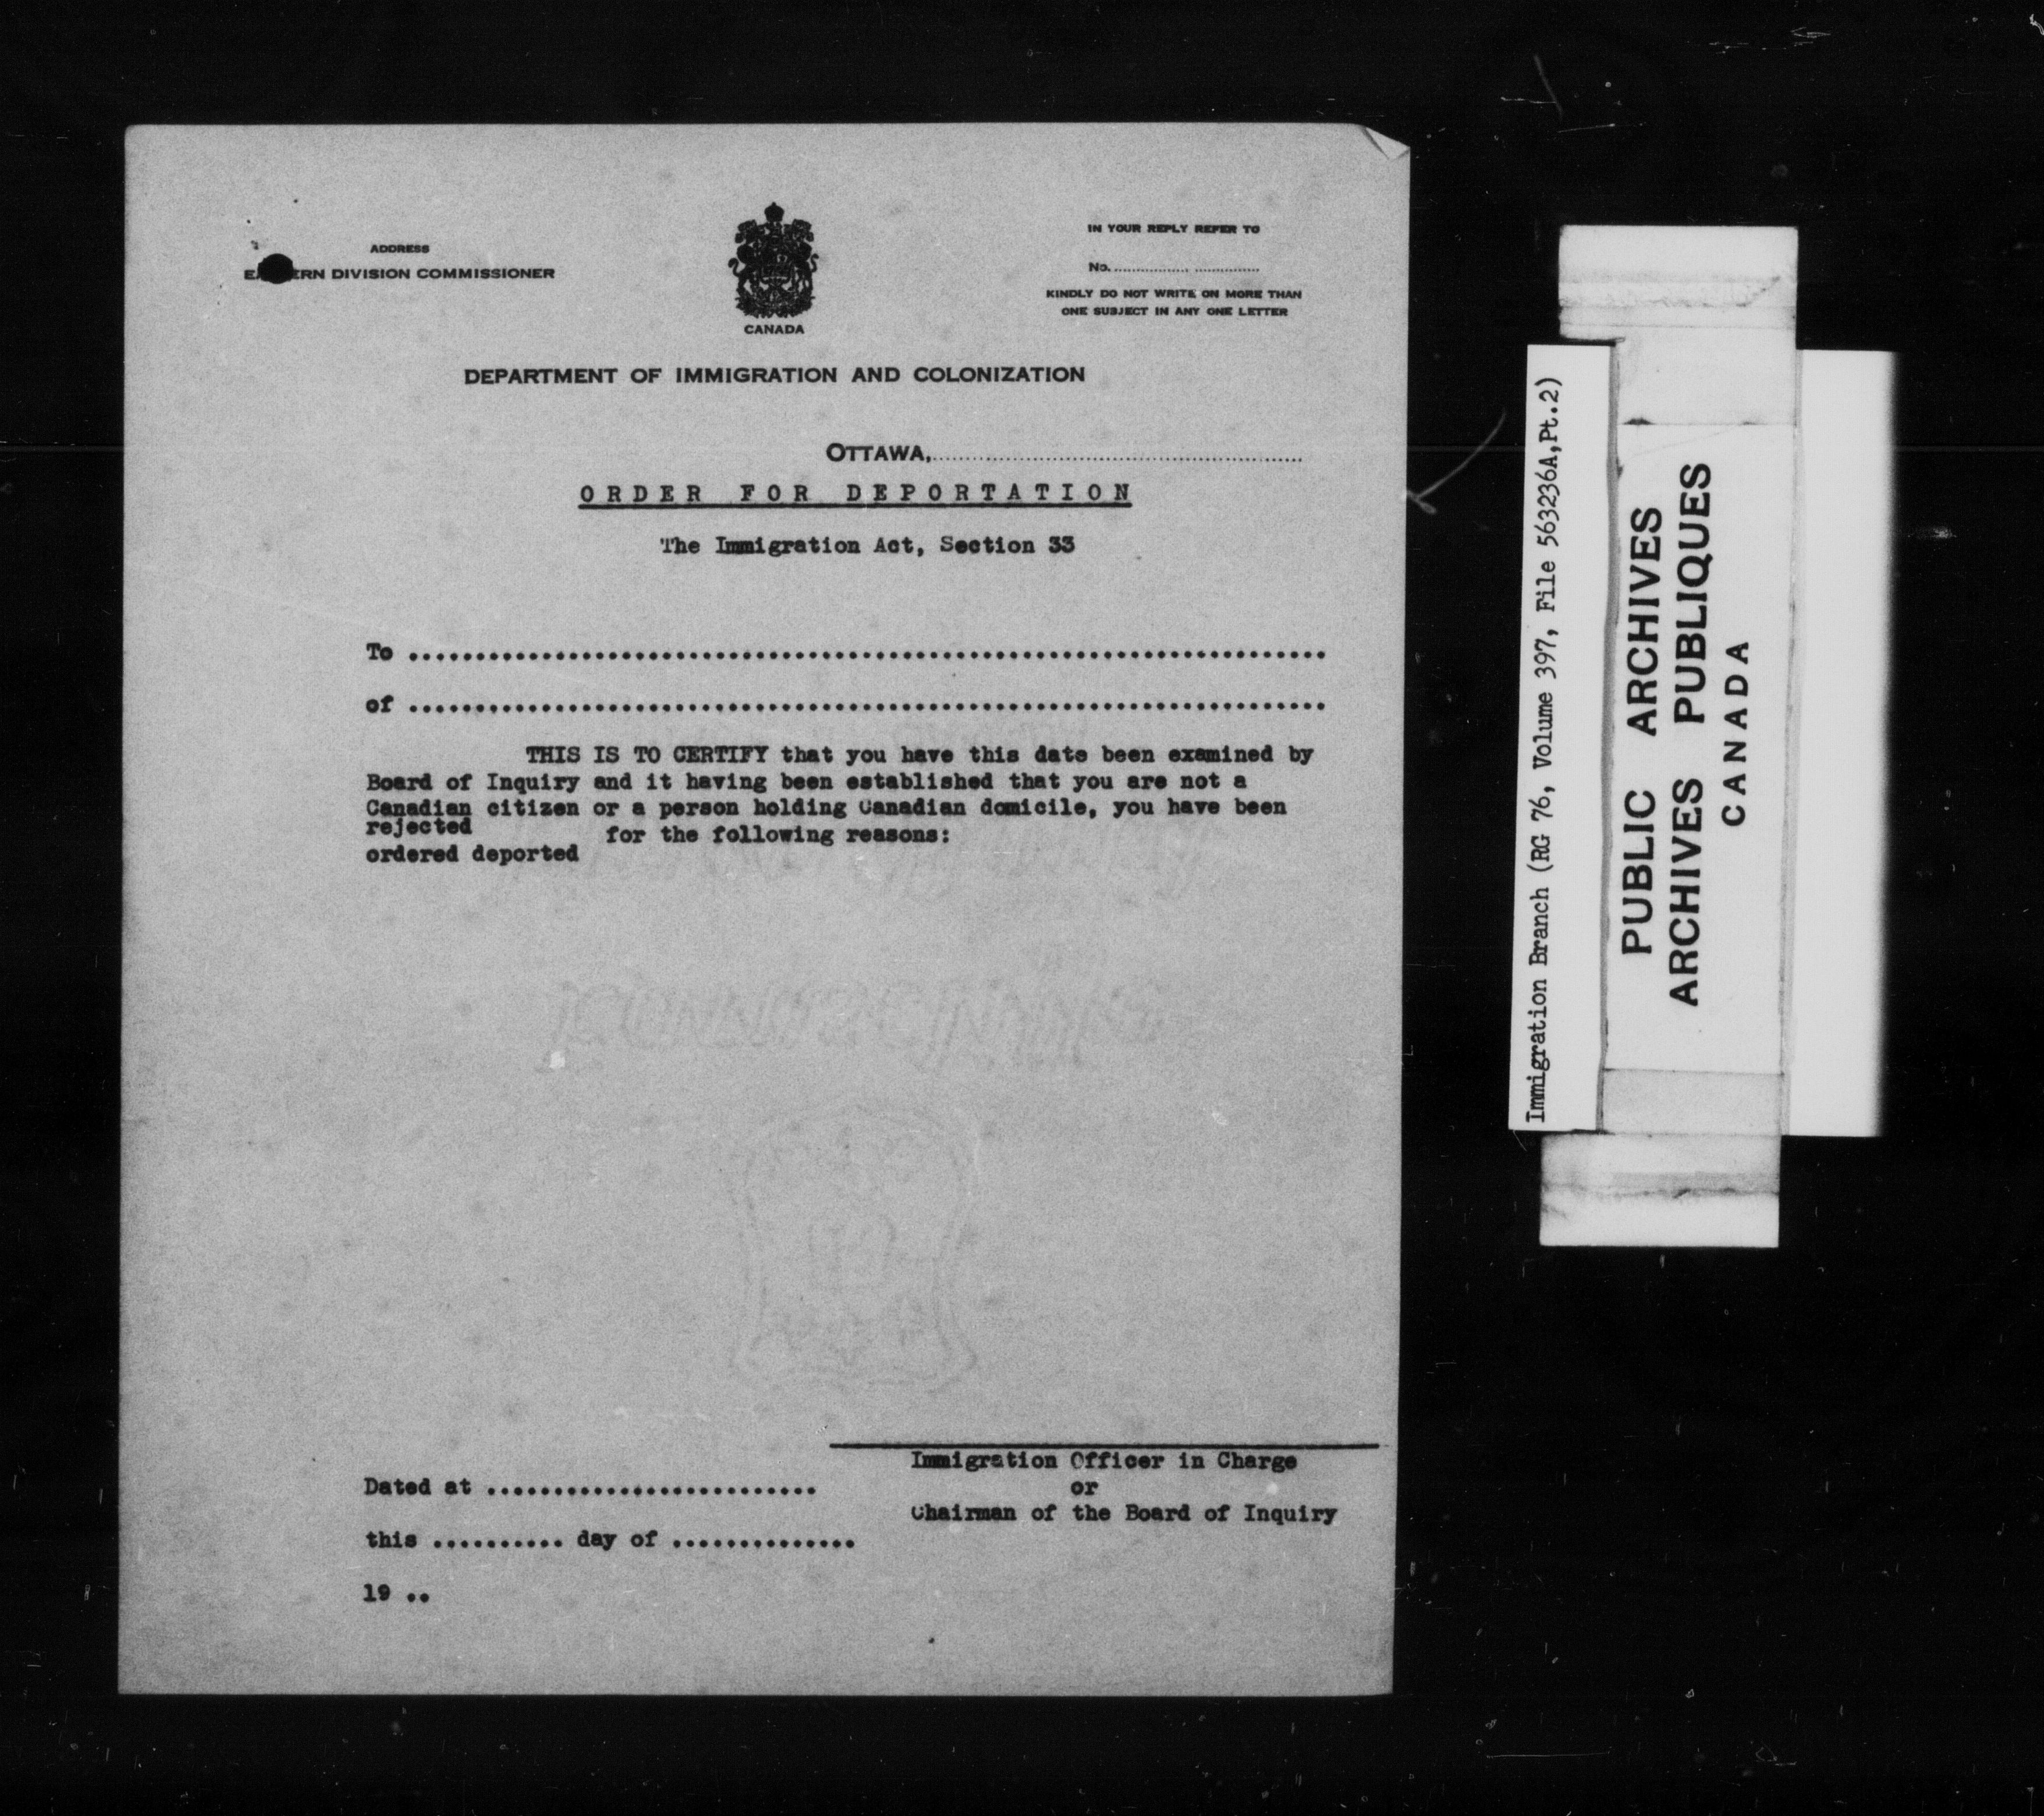 ADDRESS
EASTERN DIVISION COMMISSIONER
CANADA
IN YOUR REPLY REFER TO
No. .................. ...............
KINDLY DO NOT WRITE ON MORE THAN
ONE SUBJECT IN ANY ONE LETTER
DEPARTMENT OF IMMIGRATION AND COLONIZATION
OTTAWA, ............................................................
ORDER FOR DEPORTATION
The Immigration Act, Section 33
To .....................................................................
of .....................................................................
THIS IS TO CERTIFY that you have this date been examined by
Board of Inquiry and it having been established that you are not a
Canadian citizen or a person holding Canadian domicile, you have been
rejected
for the following reasons:
ordered deported
Immigration Officer in Charge
or
Chairman of the Board of Inquiry
Dated at .........................
this .......... day of ..............
19 ..
Immigration Branch (RG 76, Volume 397, File 563236A,Pt.2)
PUBLIC ARCHIVES
ARCHIVES PUBLIQUES
CANADA